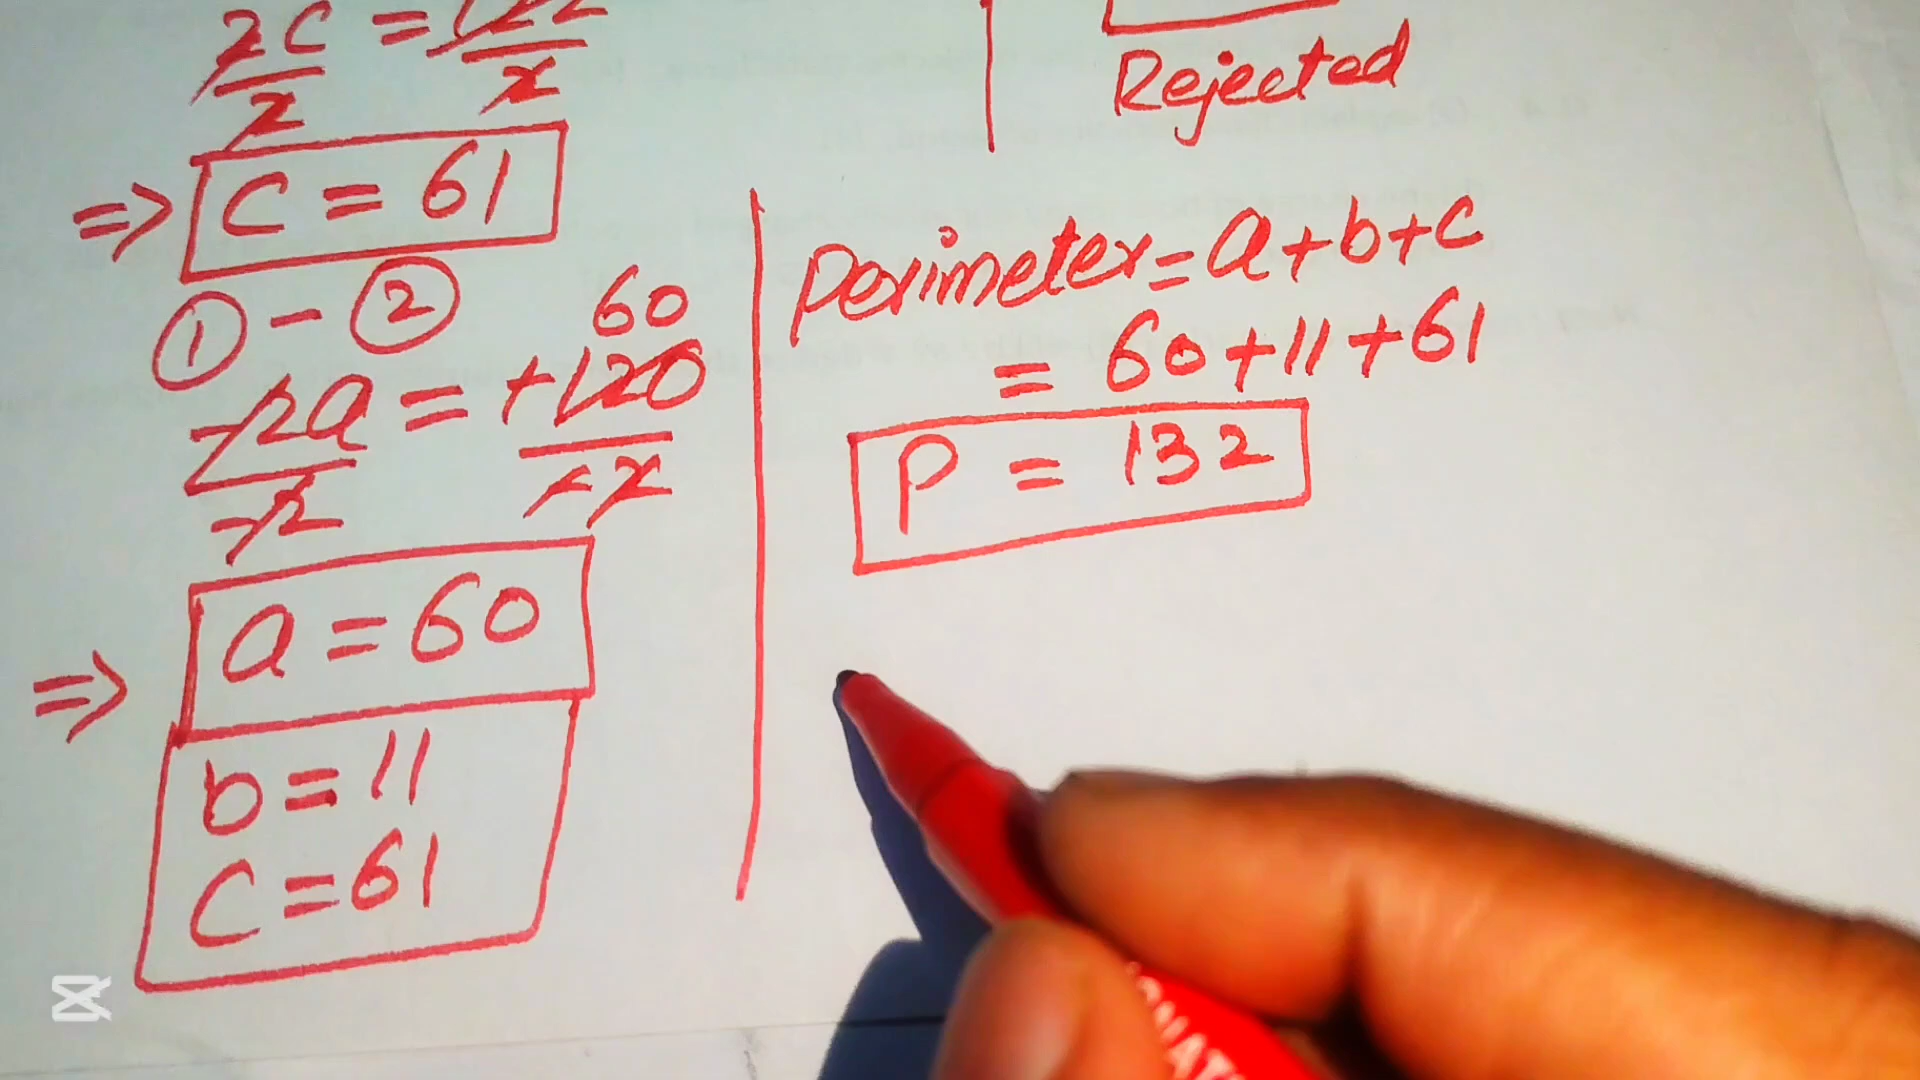 2C = 122
2 2
=> C = 61
① - ②
60
-2a = +120
-2 -2
=> a = 60
b = 11
C = 61
Rejected
Perimeter = a+b+c
= 60+11+61
P = 132